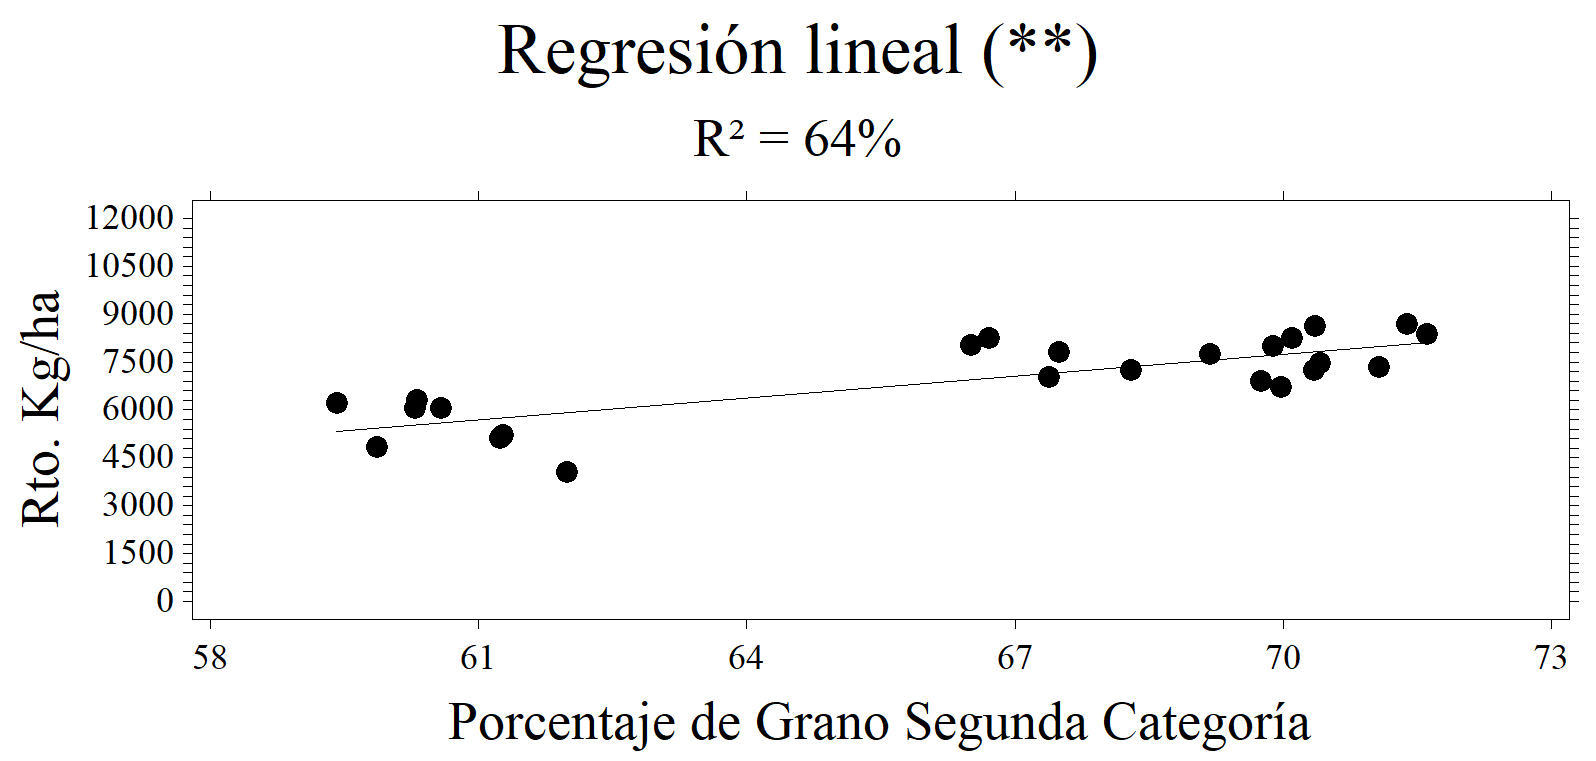 Regresión lineal (**)
R² = 64%
12000
10500
9000
7500
6000
4500
3000
1500
0
Rto. Kg/ha
58 61 64 67 70 73
Porcentaje de Grano Segunda Categoría